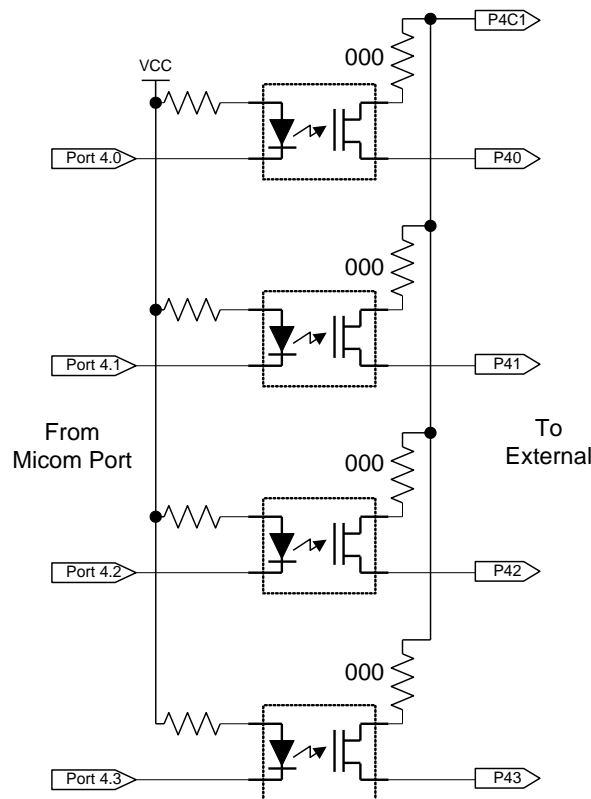 P4C1
000
VCC
Port 4.0
P40
000
Port 4.1
P41
From
Micom Port
To
External
000
Port 4.2
P42
000
Port 4.3
P43